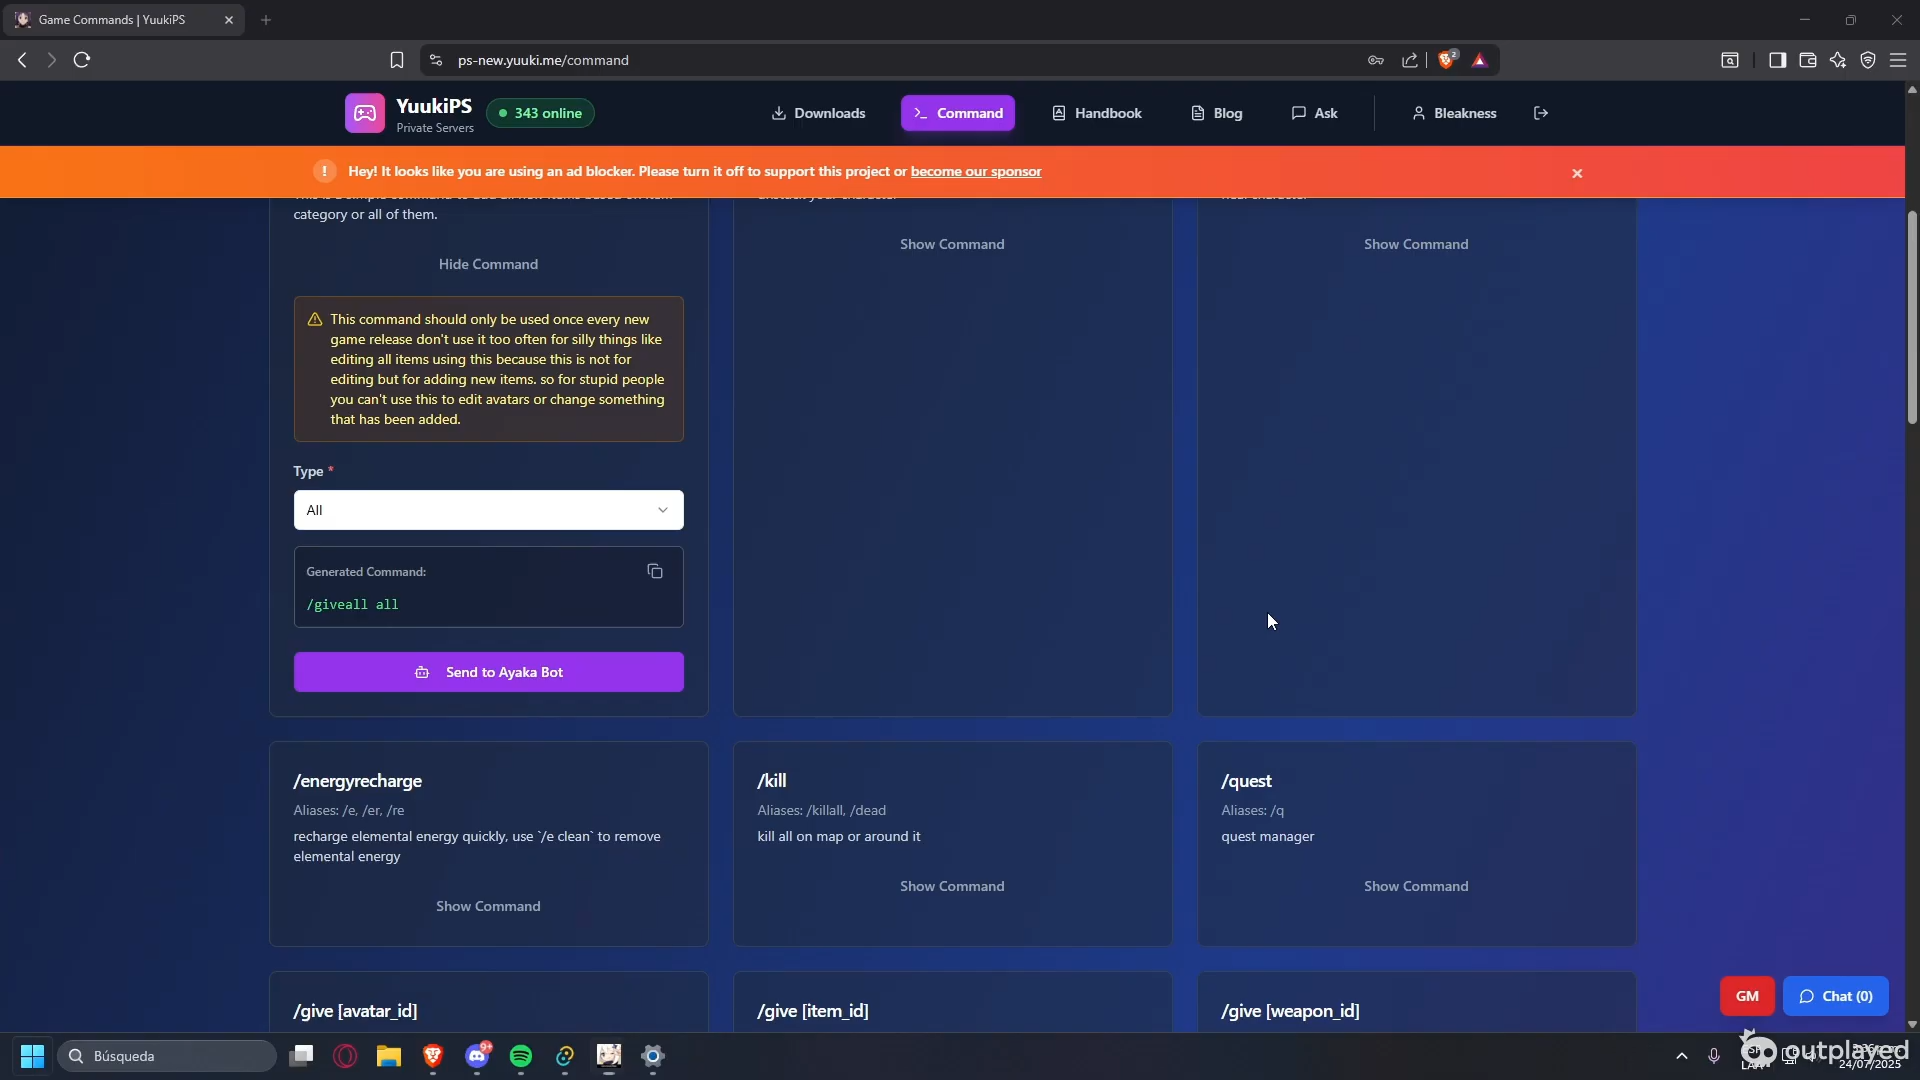 Game Commands | YuukiPS
ps-new.yuuki.me/command
2
YuukiPS
Private Servers
343 online
Downloads
Command
Handbook
Blog
Ask
Bleakness
Hey! It looks like you are using an ad blocker. Please turn it off to support this project or become our sponsor
category or all of them.
Hide Command
Show Command
Show Command
This command should only be used once every new
game release don't use it too often for silly things like
editing all items using this because this is not for
editing but for adding new items. so for stupid people
you can't use this to edit avatars or change something
that has been added.
Type *
All
Generated Command:
/giveall all
Send to Ayaka Bot
/energyrecharge
Aliases: /e, /er, /re
recharge elemental energy quickly, use `/e clean` to remove
elemental energy
Show Command
/kill
Aliases: /killall, /dead
kill all on map or around it
Show Command
/quest
Aliases: /q
quest manager
Show Command
/give [avatar_id]
/give [item_id]
/give [weapon_id]
GM
Chat (0)
Búsqueda
9+
outplayed
24/07/2025